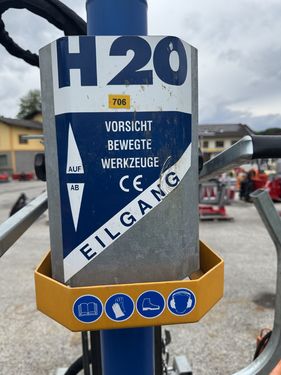 H20
706
VORSICHT
BEWEGTE
WERKZEUGE
CE
AUF
AB
EILGANG